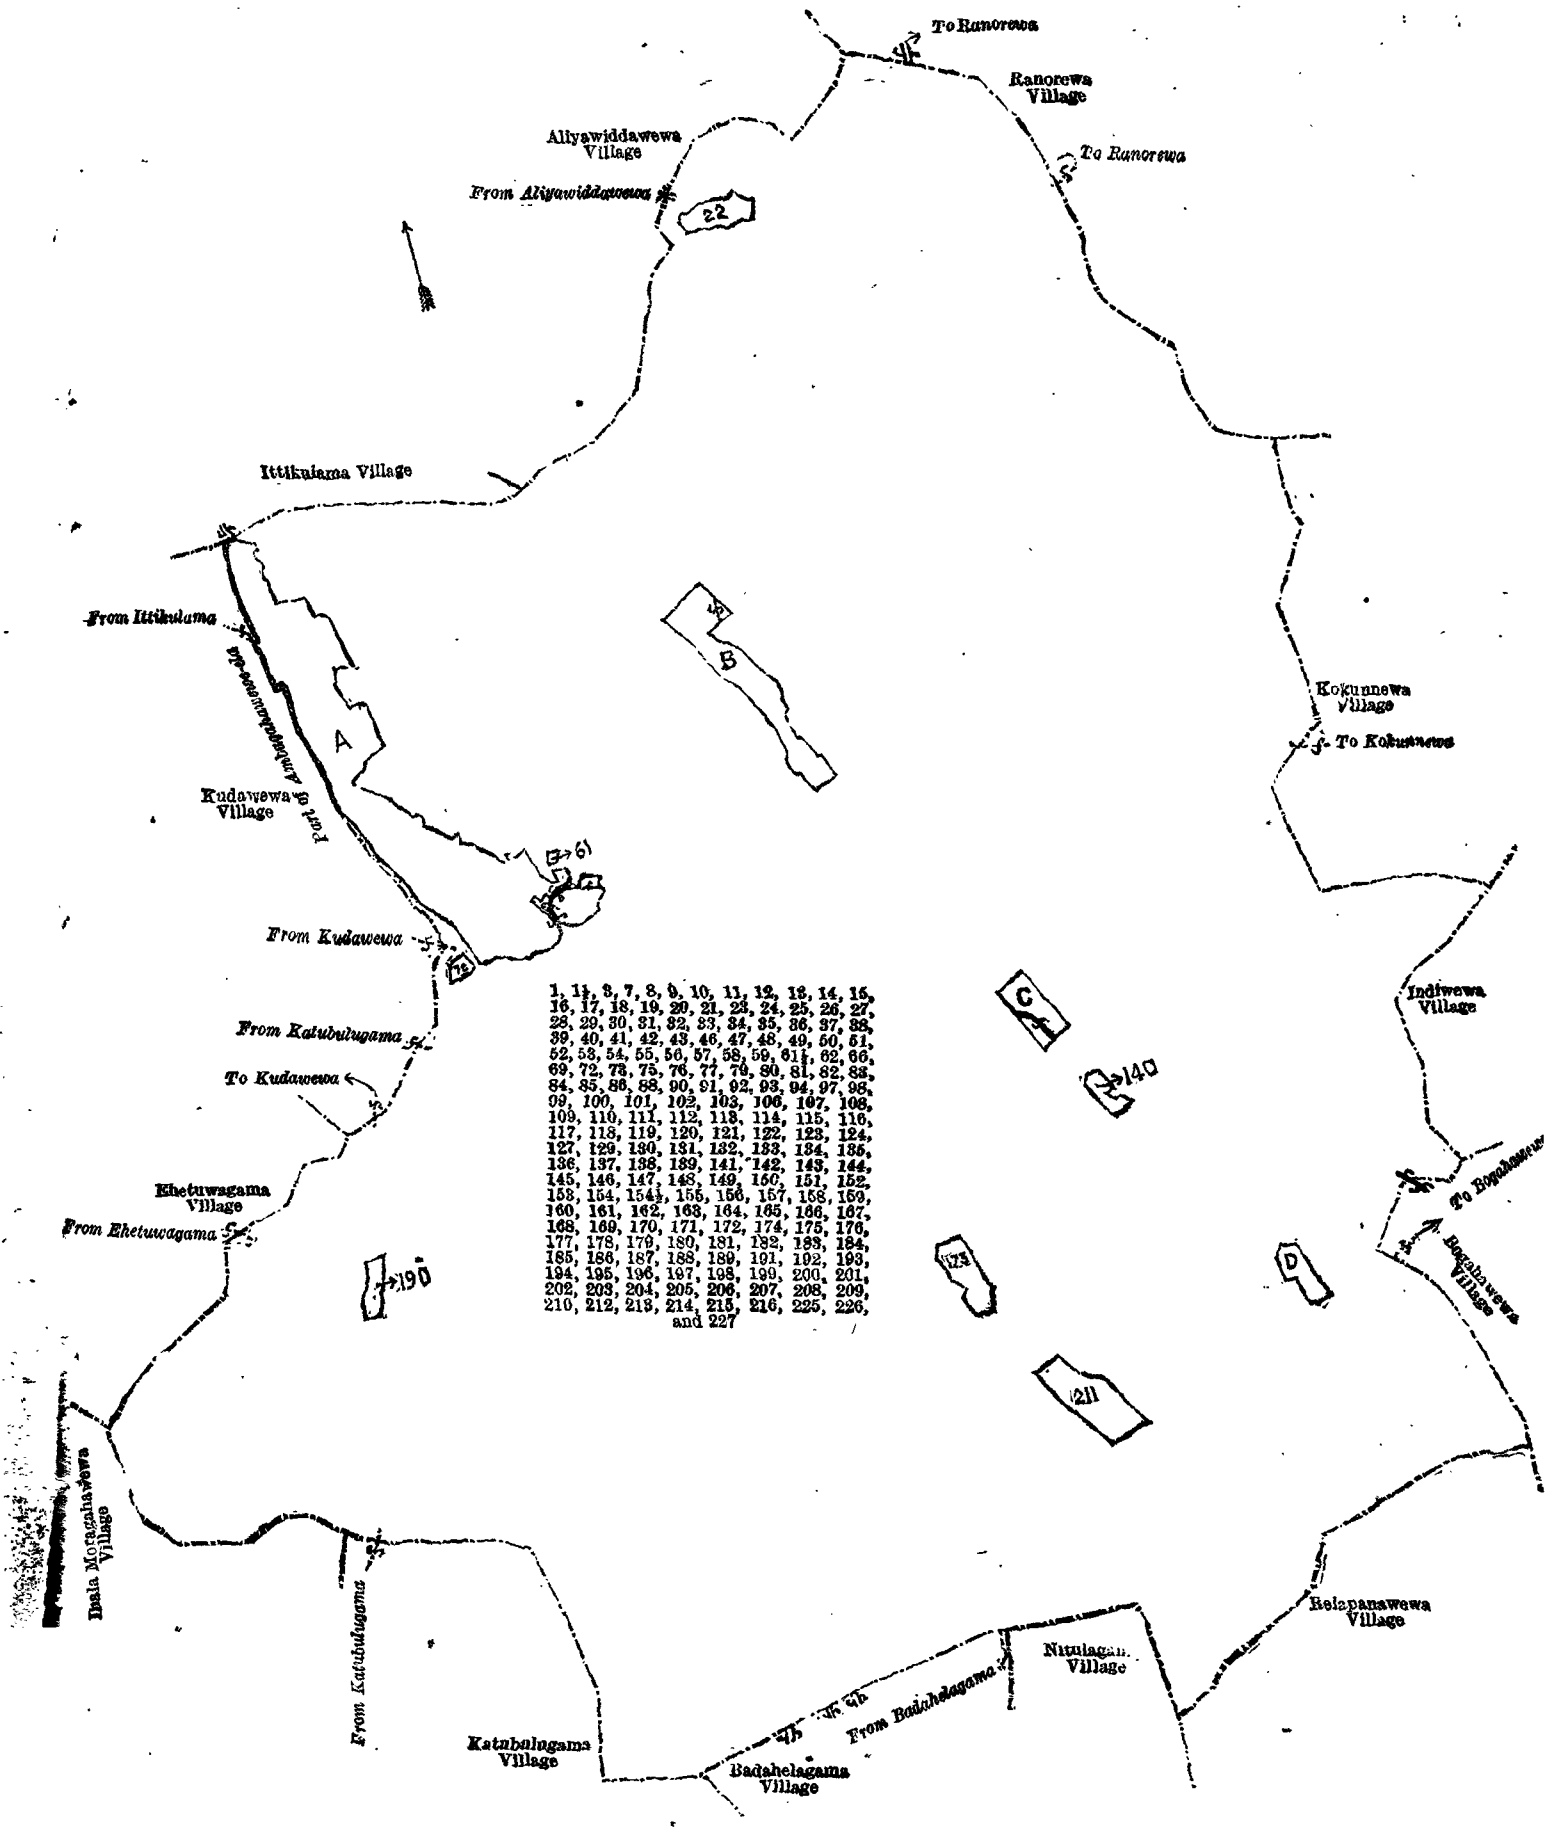 To Ranorewa
Ranorewa
Village
Aliyawiddawewa
Village
To Ranorewa
From Aliyawiddawewa
22
Ittikulama Village
From Ittikulama
Part of Ambagahawewa-ela
B
A
Kokunnewa
Village
To Kokunnewa
Kudawewa
Village
61
From Kudawewa
C
Indiwewa
Village
1, 1½, 3, 7, 8, 9, 10, 11, 12, 13, 14, 15,
16, 17, 18, 19, 20, 21, 23, 24, 25, 26, 27,
28, 29, 30, 31, 32, 33, 34, 35, 36, 37, 38,
39, 40, 41, 42, 43, 46, 47, 48, 49, 50, 51,
52, 53, 54, 55, 56, 57, 58, 59, 61½, 62, 66,
69, 72, 73, 75, 76, 77, 79, 80, 81, 82, 83,
84, 85, 86, 88, 90, 91, 92, 93, 94, 97, 98,
99, 100, 101, 102, 103, 106, 107, 108,
109, 110, 111, 112, 113, 114, 115, 116,
117, 118, 119, 120, 121, 122, 123, 124,
127, 129, 130, 131, 132, 133, 134, 135,
136, 137, 138, 139, 141, 142, 143, 144,
145, 146, 147, 148, 149, 150, 151, 152,
153, 154, 154½, 155, 156, 157, 158, 159,
160, 161, 162, 163, 164, 165, 166, 167,
168, 169, 170, 171, 172, 174, 175, 176,
177, 178, 179, 180, 181, 182, 183, 184,
185, 186, 187, 188, 189, 191, 192, 193,
194, 195, 196, 197, 198, 199, 200, 201,
202, 203, 204, 205, 206, 207, 208, 209,
210, 212, 213, 214, 215, 216, 225, 226,
and 227
From Katubulugama
To Kudawewa
140
To Bogahawewa
Ehetuwagama
Village
From Ehetuwagama
190
173
D
Bogahawewa
Village
211
Ihala Moragahawewa
Village
From Katubulugama
Village
Village
From Badahelagama
Katubulugama
Village
Badahelagama
Village